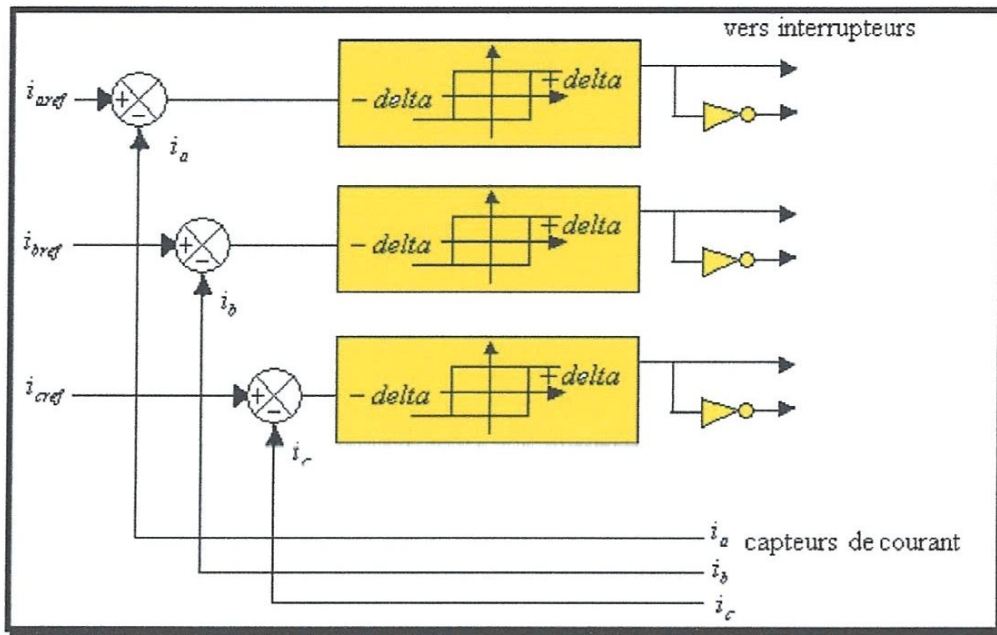 vers interrupteurs
i_aref
+
−
− delta
+ delta
i_a
i_bref
+
−
− delta
+ delta
i_b
i_cref
+
−
− delta
+ delta
i_c
i_a capteurs de courant
i_b
i_c